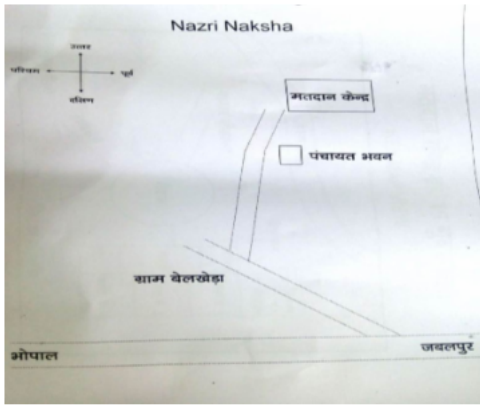 Nazri Naksha
उत्तर
पश्चिम
पूर्व
दक्षिण
मतदान केन्द्र
पंचायत भवन
ग्राम बेलखेड़ा
भोपाल
जबलपुर